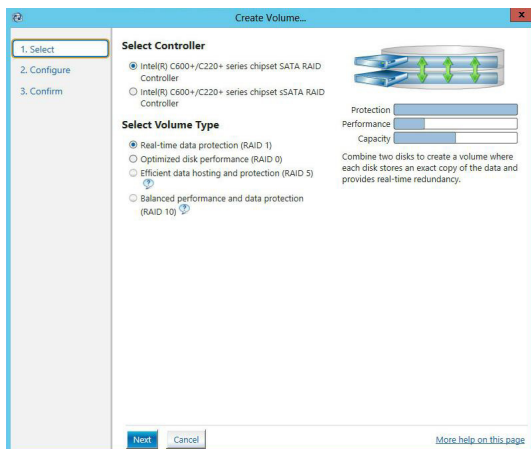 Create Volume...
x
1. Select
2. Configure
3. Confirm
Select Controller
Intel(R) C600+/C220+ series chipset SATA RAID
Controller
Intel(R) C600+/C220+ series chipset sSATA RAID
Controller
Select Volume Type
Real-time data protection (RAID 1)
Optimized disk performance (RAID 0)
Efficient data hosting and protection (RAID 5)
?
Balanced performance and data protection
(RAID 10) ?
Protection
Performance
Capacity
Combine two disks to create a volume where
each disk stores an exact copy of the data and
provides real-time redundancy.
Next
Cancel
More help on this page